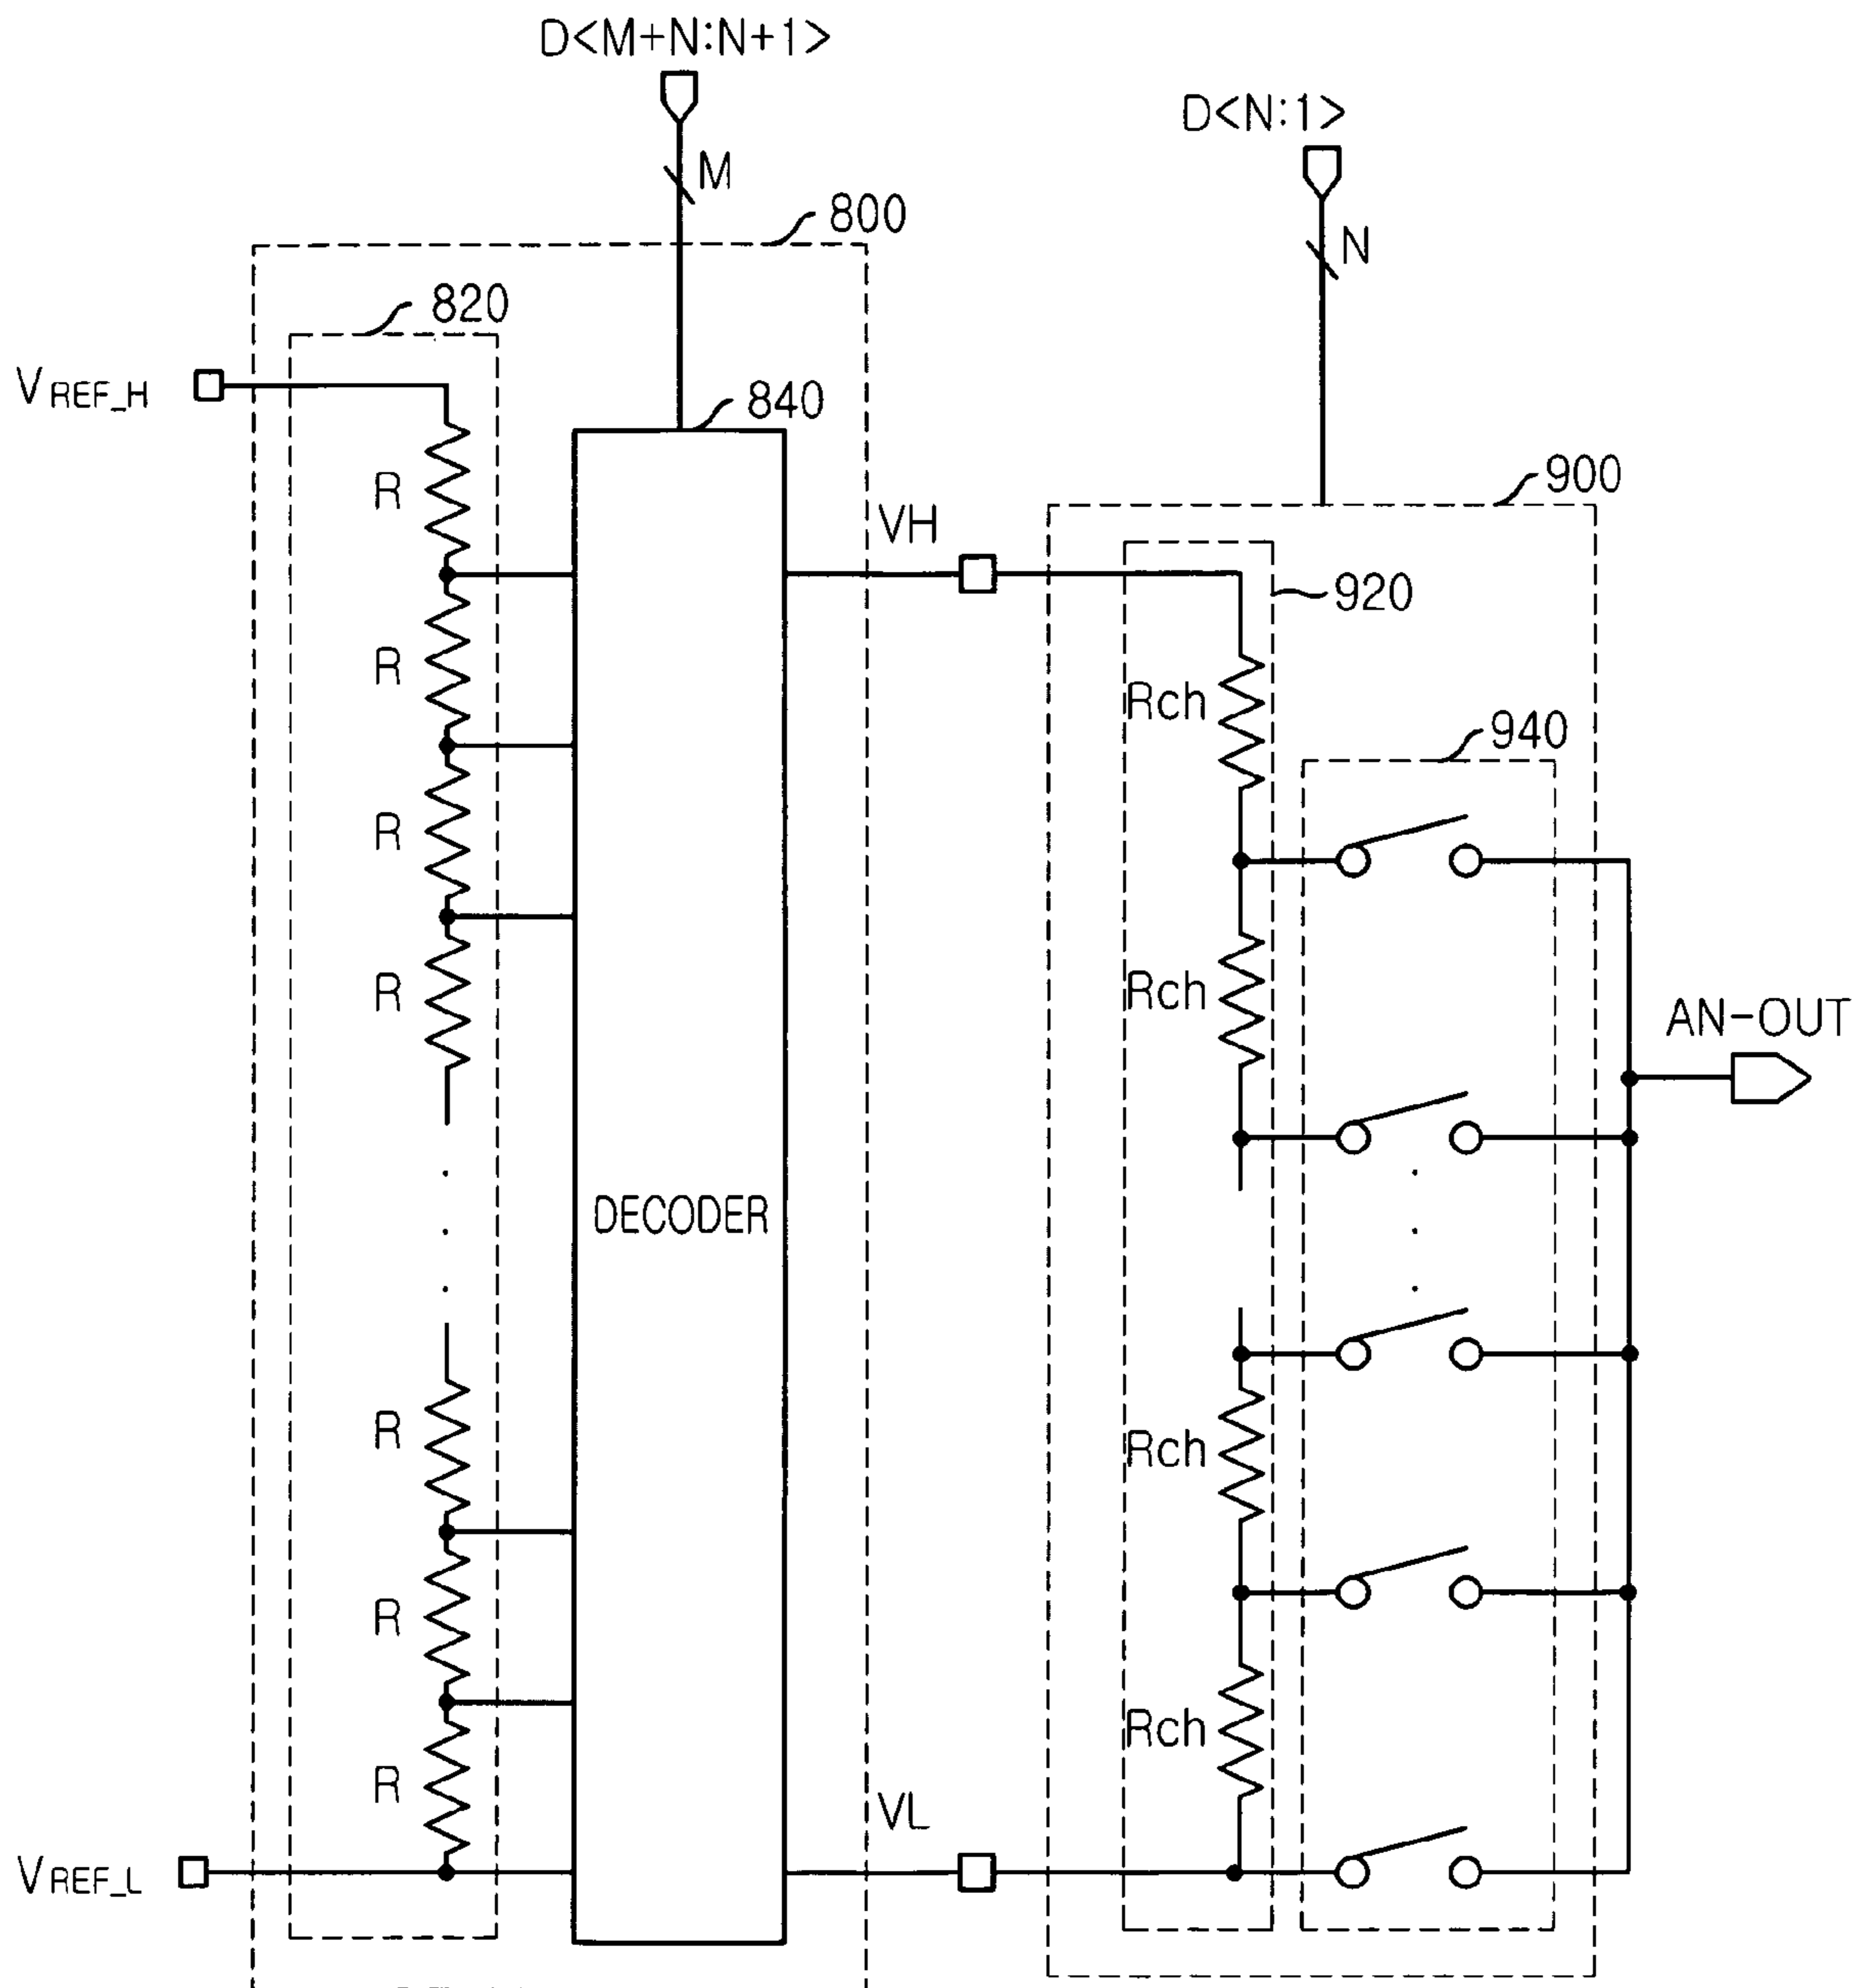 D<M+N:N+1>
D<N:1>
M
N
800
820
VREF_H
840
R
900
VH
920
R
Rch
940
R
R
Rch
AN-OUT
DECODER
R
Rch
R
Rch
R
VL
VREF_L